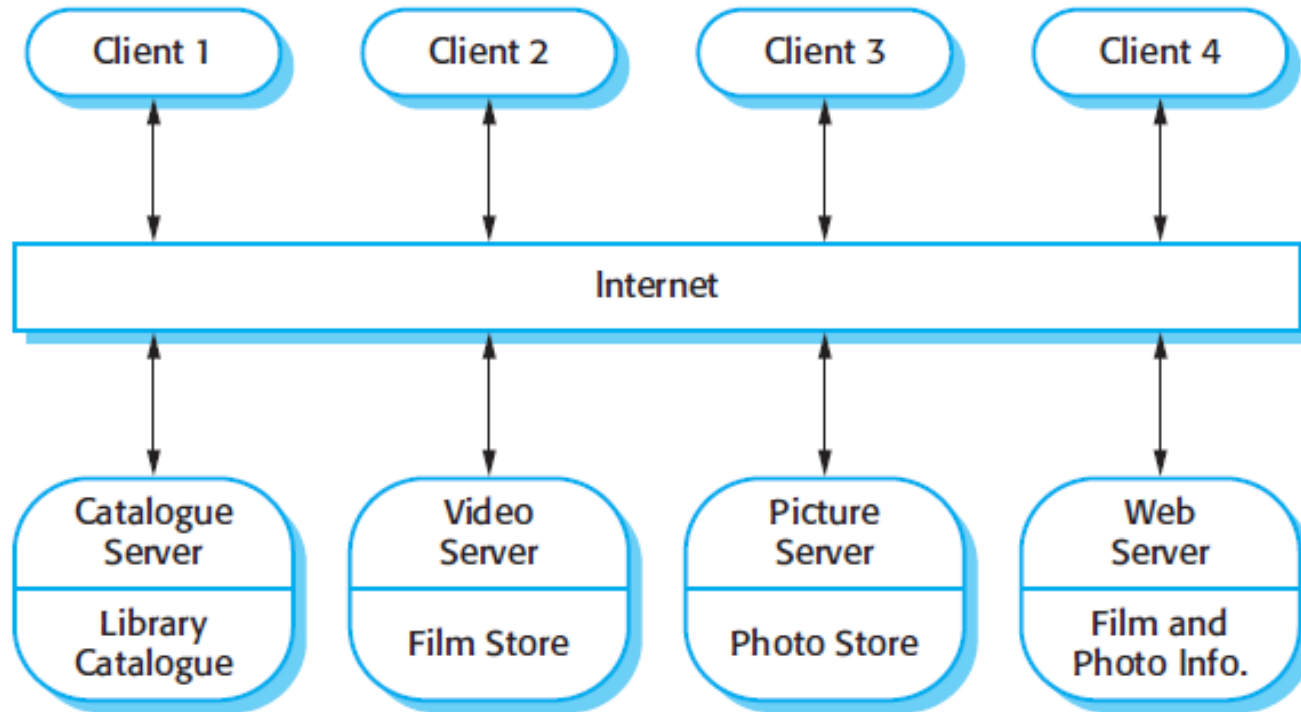 Client 1
Client 2
Client 3
Client 4
Internet
Catalogue
Server
Library
Catalogue
Video
Server
Film Store
Picture
Server
Photo Store
Web
Server
Film and
Photo Info.